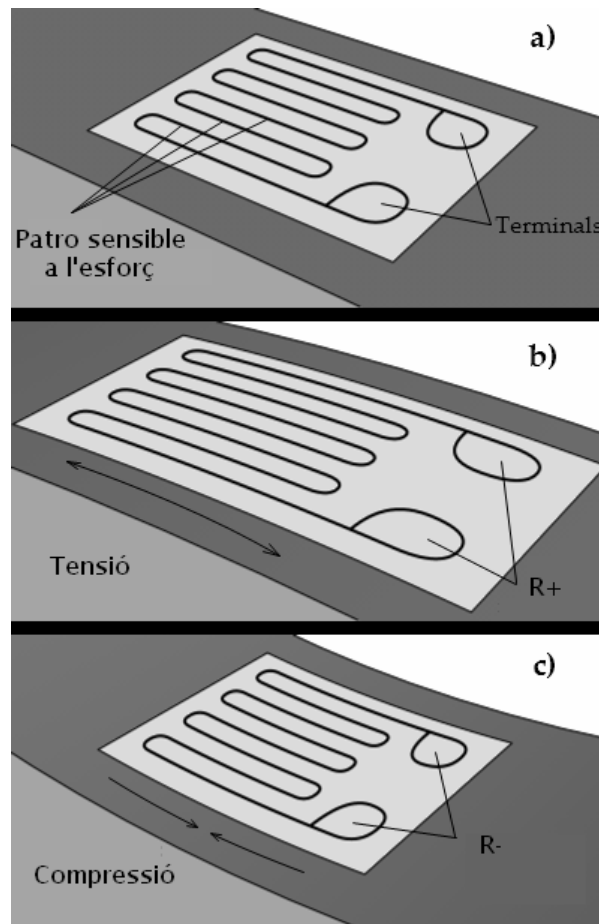 a)
Terminals
Patro sensible
a l'esforç
b)
R+
Tensió
c)
R-
Compressió